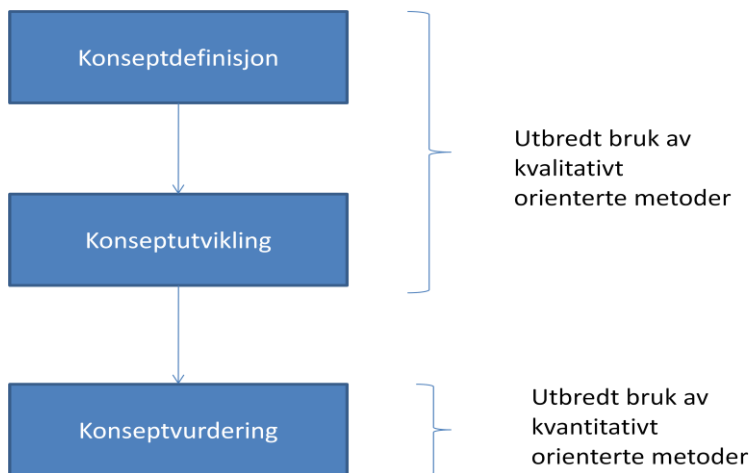 Konseptdefinisjon
Utbredt bruk av
kvalitativt
orienterte metoder
Konseptutvikling
Utbredt bruk av
kvantitativt
orienterte metoder
Konseptvurdering